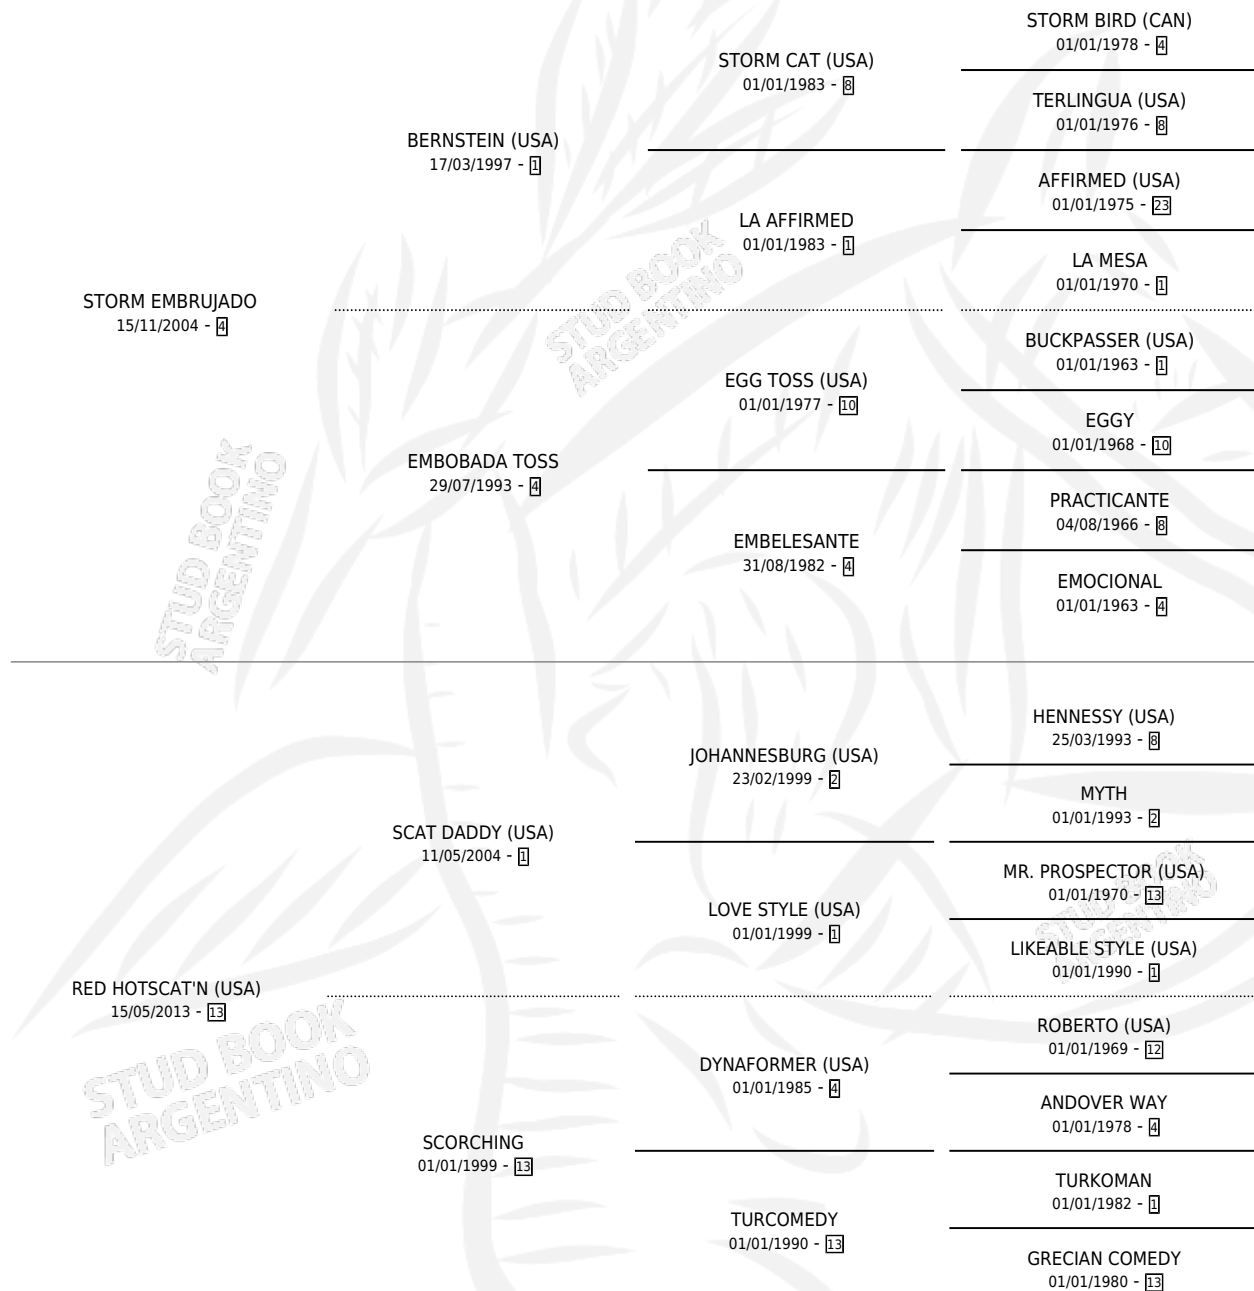 STORM BIRD (CAN)
01/01/1978 - 4
STORM CAT (USA)
01/01/1983 - 8
TERLINGUA (USA)
01/01/1976 - 8
BERNSTEIN (USA)
17/03/1997 - 1
AFFIRMED (USA)
01/01/1975 - 23
LA AFFIRMED
01/01/1983 - 1
LA MESA
01/01/1970 - 1
STORM EMBRUJADO
15/11/2004 - 4
BUCKPASSER (USA)
01/01/1963 - 1
EGG TOSS (USA)
01/01/1977 - 10
EGGY
01/01/1968 - 10
EMBOBADA TOSS
29/07/1993 - 4
PRACTICANTE
04/08/1966 - 8
EMBELESANTE
31/08/1982 - 4
EMOCIONAL
01/01/1963 - 4
HENNESSY (USA)
25/03/1993 - 8
JOHANNESBURG (USA)
23/02/1999 - 2
MYTH
01/01/1993 - 2
SCAT DADDY (USA)
11/05/2004 - 1
MR. PROSPECTOR (USA)
01/01/1970 - 13
LOVE STYLE (USA)
01/01/1999 - 1
LIKEABLE STYLE (USA)
01/01/1990 - 1
RED HOTSCAT'N (USA)
15/05/2013 - 13
ROBERTO (USA)
01/01/1969 - 12
DYNAFORMER (USA)
01/01/1985 - 4
ANDOVER WAY
01/01/1978 - 4
SCORCHING
01/01/1999 - 13
TURKOMAN
01/01/1982 - 1
TURCOMEDY
01/01/1990 - 13
GRECIAN COMEDY
01/01/1980 - 13
STUD BOOK
ARGENTINO
STUD BOOK
ARGENTINO
STUD BOOK
ARGENTINO
STUD BOOK
ARGENTINO